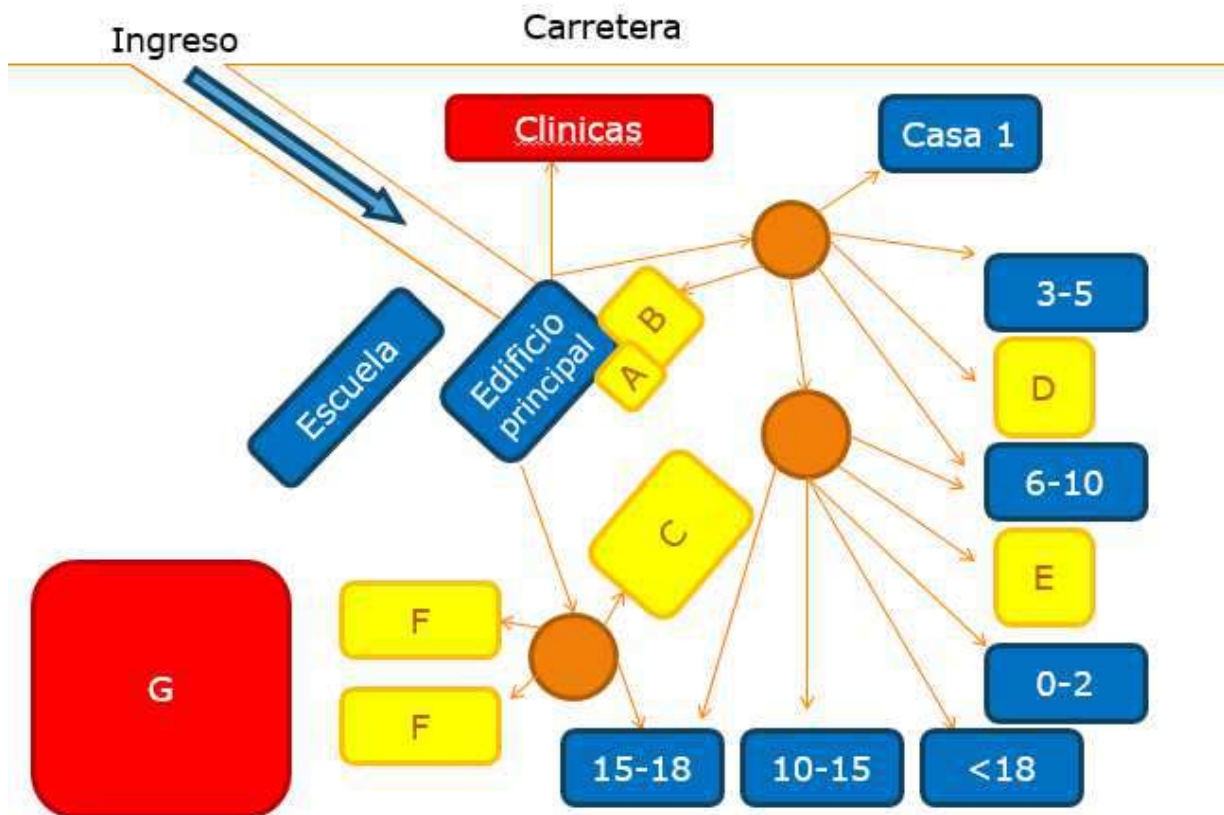 Ingreso
Carretera
Clinicas
Casa 1
3-5
B
Edificio
principal
A
Escuela
D
6-10
C
E
F
G
0-2
F
15-18
10-15
<18